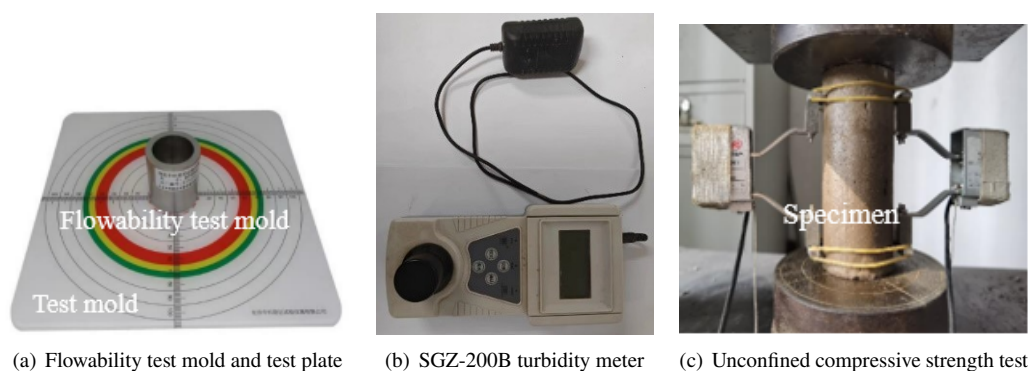 Flowability test mold
Test mold
Specimen
(a) Flowability test mold and test plate
(b) SGZ-200B turbidity meter
(c) Unconfined compressive strength test